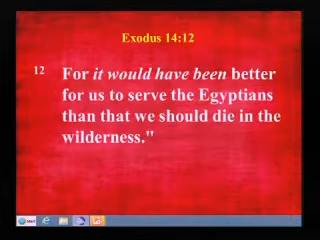 Exodus 14:12
12 For it would have been better
for us to serve the Egyptians
than that we should die in the
wilderness."
Start